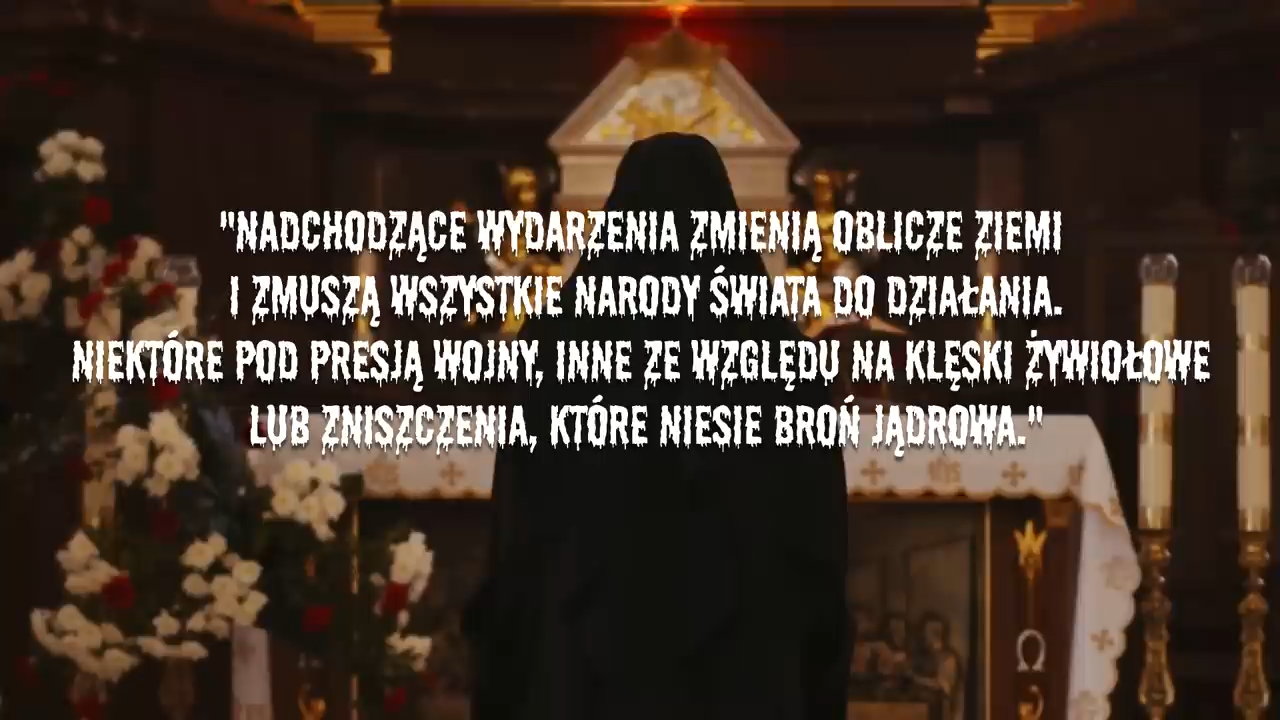 "NADCHODZĄCE WYDARZENIA ZMIENIĄ OBLICZE ZIEMI
I ZMUSZĄ WSZYSTKIE NARODY ŚWIATA DO DZIAŁANIA.
NIEKTÓRE POD PRESJĄ WOJNY, INNE ZE WZGLĘDU NA KLĘSKI ŻYWIOŁOWE
LUB ZNISZCZENIA, KTÓRE NIESIE BROŃ JĄDROWA."
IHS
Ω